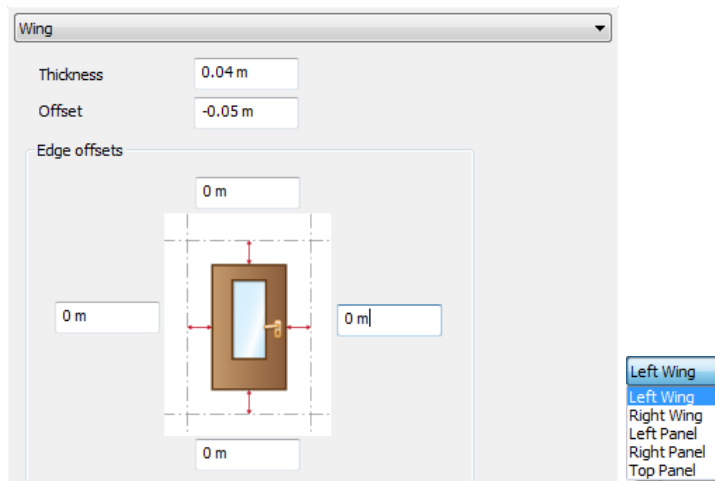 Wing
Thickness 0.04 m
Offset -0.05 m
Edge offsets
0 m
0 m 0 m
0 m
Left Wing
Left Wing
Right Wing
Left Panel
Right Panel
Top Panel